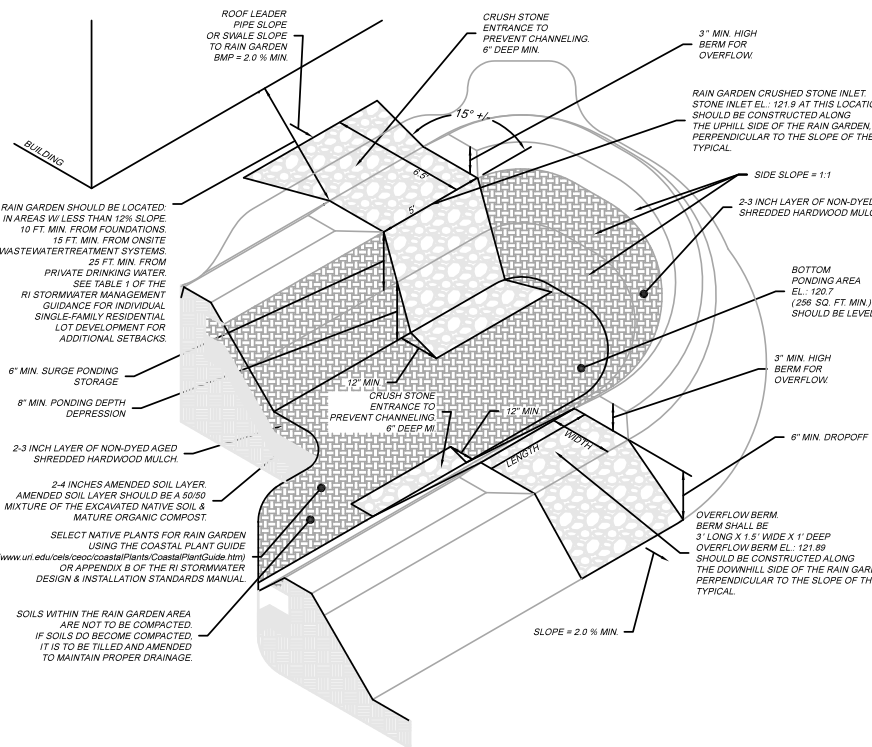 ROOF LEADER
PIPE SLOPE
OR SWALE SLOPE
TO RAIN GARDEN
BMP = 2.0 % MIN.
CRUSH STONE
ENTRANCE TO
PREVENT CHANNELING.
6" DEEP MIN.
3" MIN. HIGH
BERM FOR
OVERFLOW.
RAIN GARDEN CRUSHED STONE INLET.
STONE INLET EL.: 121.9 AT THIS LOCATIO
SHOULD BE CONSTRUCTED ALONG
THE UPHILL SIDE OF THE RAIN GARDEN,
PERPENDICULAR TO THE SLOPE OF THE
TYPICAL.
15° +/-
BUILDING
6.5'
5'
SIDE SLOPE = 1:1
2-3 INCH LAYER OF NON-DYED
SHREDDED HARDWOOD MULC
RAIN GARDEN SHOULD BE LOCATED:
IN AREAS W/ LESS THAN 12% SLOPE.
10 FT. MIN. FROM FOUNDATIONS.
15 FT. MIN. FROM ONSITE
WASTEWATERTREATMENT SYSTEMS.
25 FT. MIN. FROM
PRIVATE DRINKING WATER.
SEE TABLE 1 OF THE
RI STORMWATER MANAGEMENT
GUIDANCE FOR INDIVIDUAL
SINGLE-FAMILY RESIDENTIAL
LOT DEVELOPMENT FOR
ADDITIONAL SETBACKS.
BOTTOM
PONDING AREA
EL.: 120.7
(256 SQ. FT. MIN.)
SHOULD BE LEVEL
6" MIN. SURGE PONDING
STORAGE
8" MIN. PONDING DEPTH
DEPRESSION
12" MIN
3" MIN. HIGH
BERM FOR
OVERFLOW.
CRUSH STONE
ENTRANCE TO
PREVENT CHANNELING
6" DEEP MI
12" MIN
LENGTH
WIDTH
6" MIN. DROPOFF
2-3 INCH LAYER OF NON-DYED AGED
SHREDDED HARDWOOD MULCH.
2-4 INCHES AMENDED SOIL LAYER.
AMENDED SOIL LAYER SHOULD BE A 50/50
MIXTURE OF THE EXCAVATED NATIVE SOIL &
MATURE ORGANIC COMPOST.
SELECT NATIVE PLANTS FOR RAIN GARDEN
USING THE COASTAL PLANT GUIDE
/www.uri.edu/cels/ceoc/coastalPlants/CoastalPlantGuide.htm)
OR APPENDIX B OF THE RI STORMWATER
DESIGN & INSTALLATION STANDARDS MANUAL.
OVERFLOW BERM.
BERM SHALL BE
3' LONG X 1.5' WIDE X 1' DEEP
OVERFLOW BERM EL.: 121.89
SHOULD BE CONSTRUCTED ALONG
THE DOWNHILL SIDE OF THE RAIN GARD
PERPENDICULAR TO THE SLOPE OF TH
TYPICAL.
SOILS WITHIN THE RAIN GARDEN AREA
ARE NOT TO BE COMPACTED.
IF SOILS DO BECOME COMPACTED,
IT IS TO BE TILLED AND AMENDED
TO MAINTAIN PROPER DRAINAGE.
SLOPE = 2.0 % MIN.